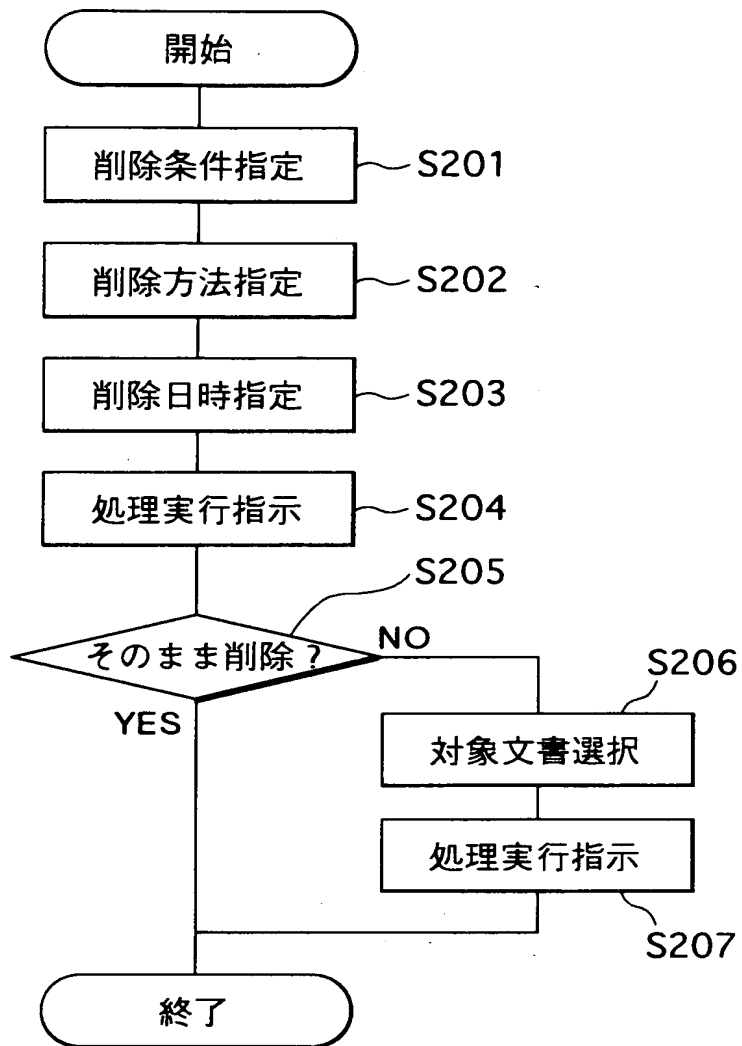 開始
削除条件指定
S201
削除方法指定
S202
削除日時指定
S203
処理実行指示
S204
S205
そのまま削除?
NO
YES
S206
対象文書選択
処理実行指示
S207
終了